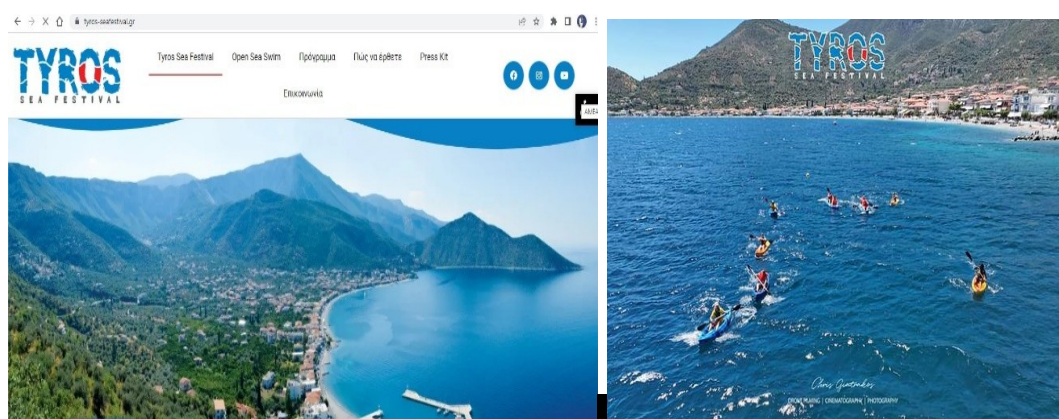 tyros-seafestival.gr
TYROS
SEA FESTIVAL
Tyros Sea Festival Open Sea Swim Πρόγραμμα Πώς να έρθετε Press Kit
Επικοινωνία
TYROS
SEA FESTIVAL
DRONE PILOTING | CINEMATOGRAPHY | PHOTOGRAPHY